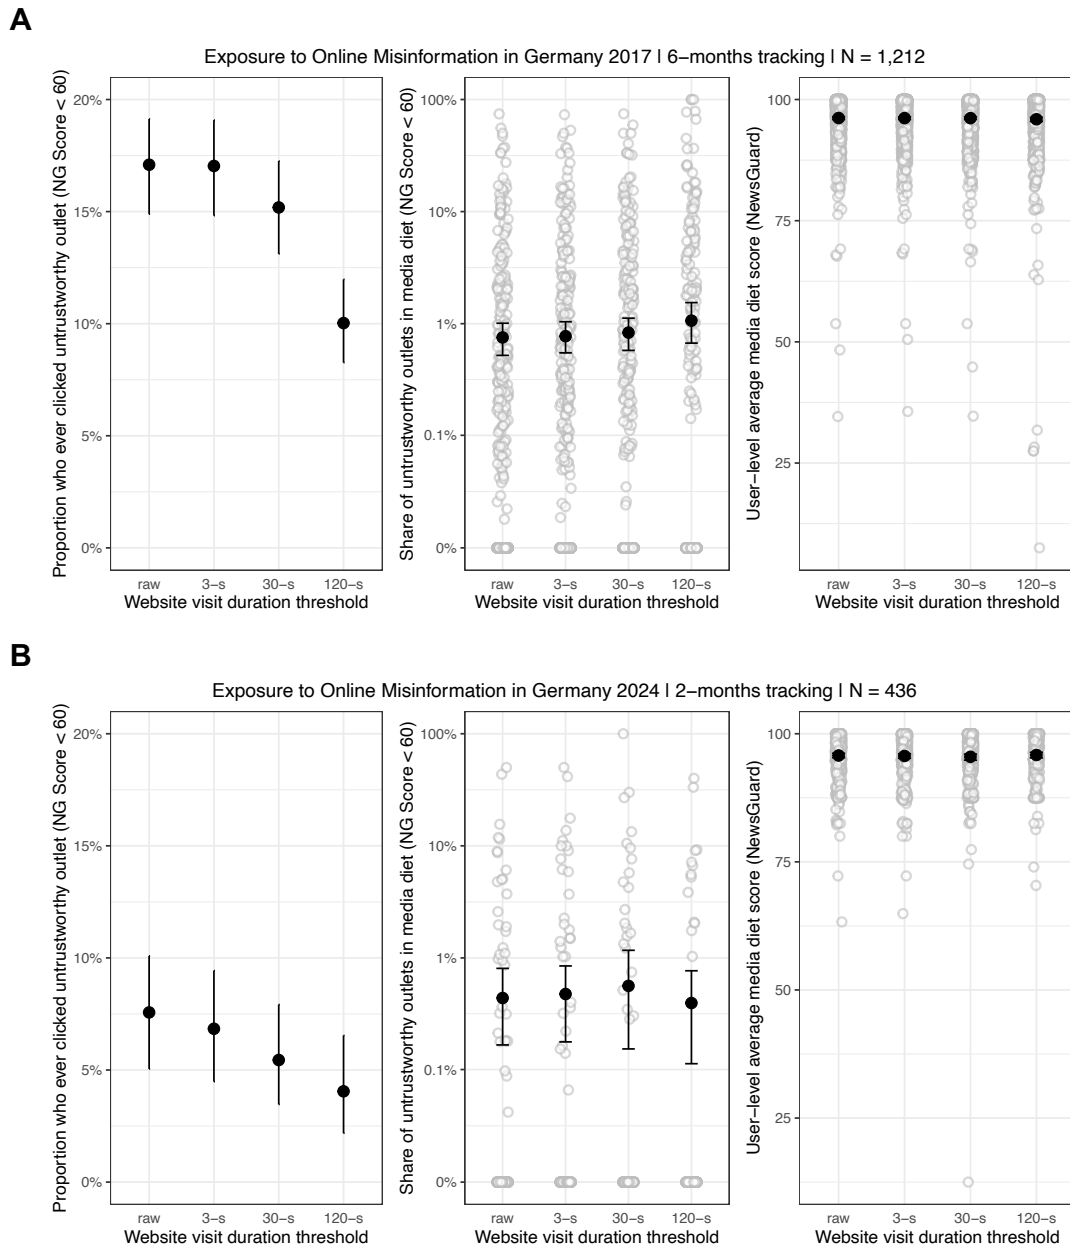 A
Exposure to Online Misinformation in Germany 2017 | 6−months tracking | N = 1,212
Proportion who ever clicked untrustworthy outlet (NG Score < 60)
20%
15%
10%
5%
0%
raw 3−s 30−s 120−s
Website visit duration threshold
Share of untrustworthy outlets in media diet (NG Score < 60)
100%
10%
1%
0.1%
0%
raw 3−s 30−s 120−s
Website visit duration threshold
User−level average media diet score (NewsGuard)
100
75
50
25
raw 3−s 30−s 120−s
Website visit duration threshold
B
Exposure to Online Misinformation in Germany 2024 | 2−months tracking | N = 436
Proportion who ever clicked untrustworthy outlet (NG Score < 60)
20%
15%
10%
5%
0%
raw 3−s 30−s 120−s
Website visit duration threshold
Share of untrustworthy outlets in media diet (NG Score < 60)
100%
10%
1%
0.1%
0%
raw 3−s 30−s 120−s
Website visit duration threshold
User−level average media diet score (NewsGuard)
100
75
50
25
raw 3−s 30−s 120−s
Website visit duration threshold